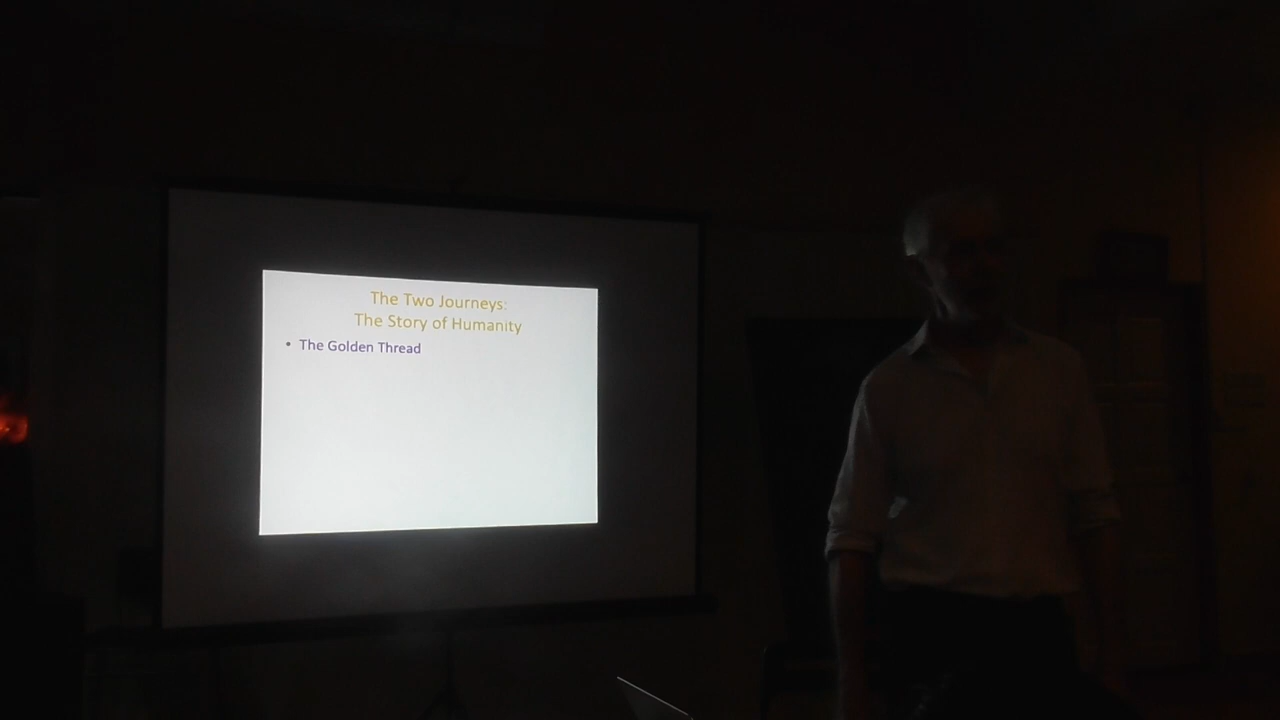 The Two Journeys:
The Story of Humanity
• The Golden Thread